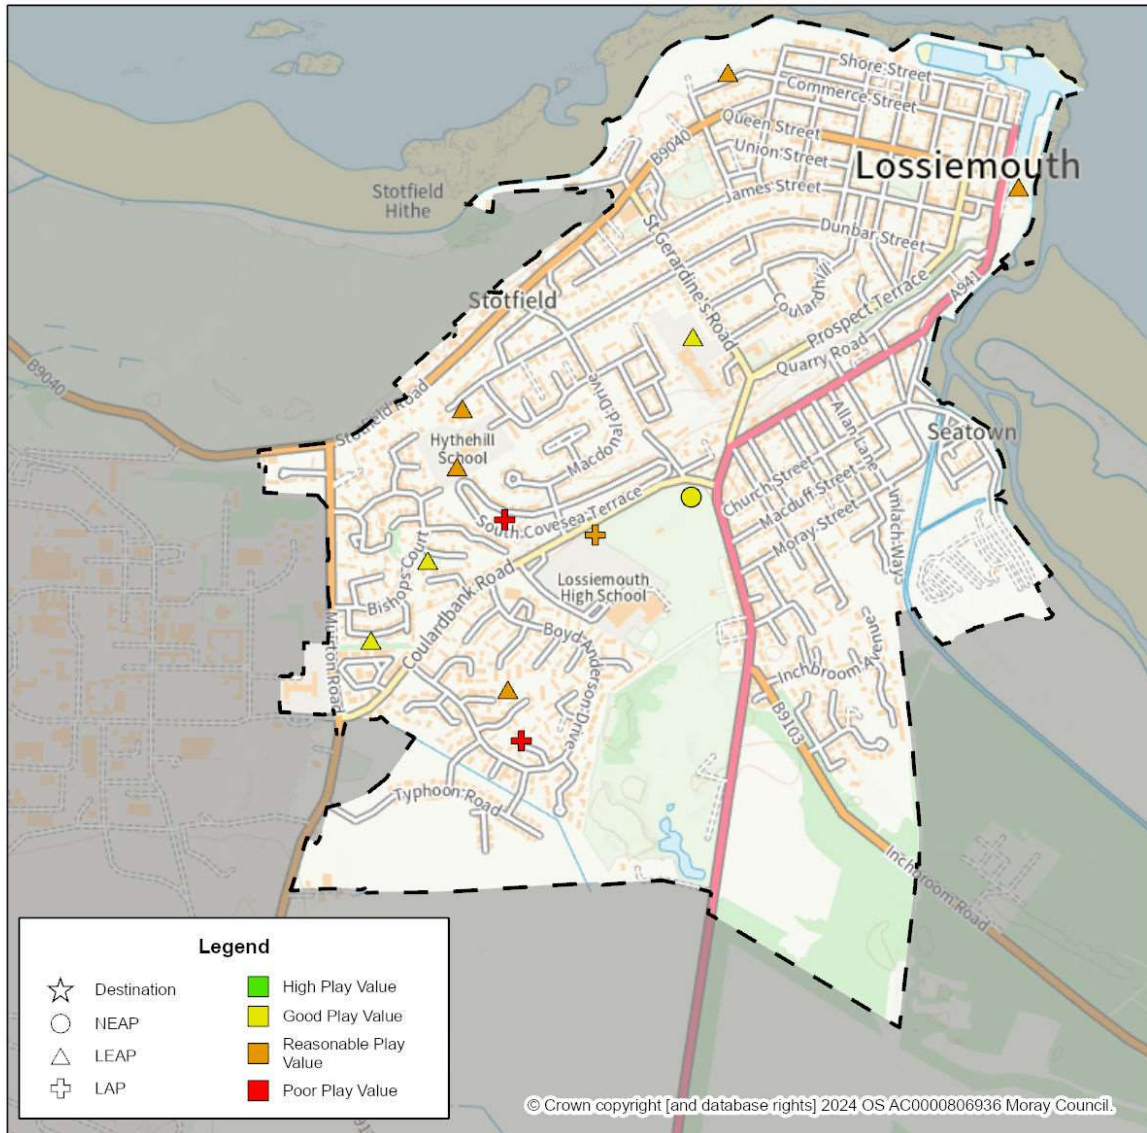 Shore Street
Commerce Street
Queen Street
Union Street
Lossiemouth
B9040
James Street
Stotfield
Hithe
Dunbar Street
St Gerardine's Road
Coulardhill
Prospect Terrace
A941
Stotfield
Quarry Road
B9040
Stotfield Road
Macdonald Drive
Allan Lane
Seatown
Hythehill
School
Church Street
Macduff Street
Moray Street
South Covesea Terrace
Bishops Court
Coulardbank Road
Lossiemouth
High School
Boyd Anderson Drive
Muirton Road
Inchbroom Avenue
B9103
Typhoon Road
Inchbroom Road
Legend
Destination
NEAP
LEAP
LAP
High Play Value
Good Play Value
Reasonable Play
Value
Poor Play Value
© Crown copyright [and database rights] 2024 OS AC0000806936 Moray Council.